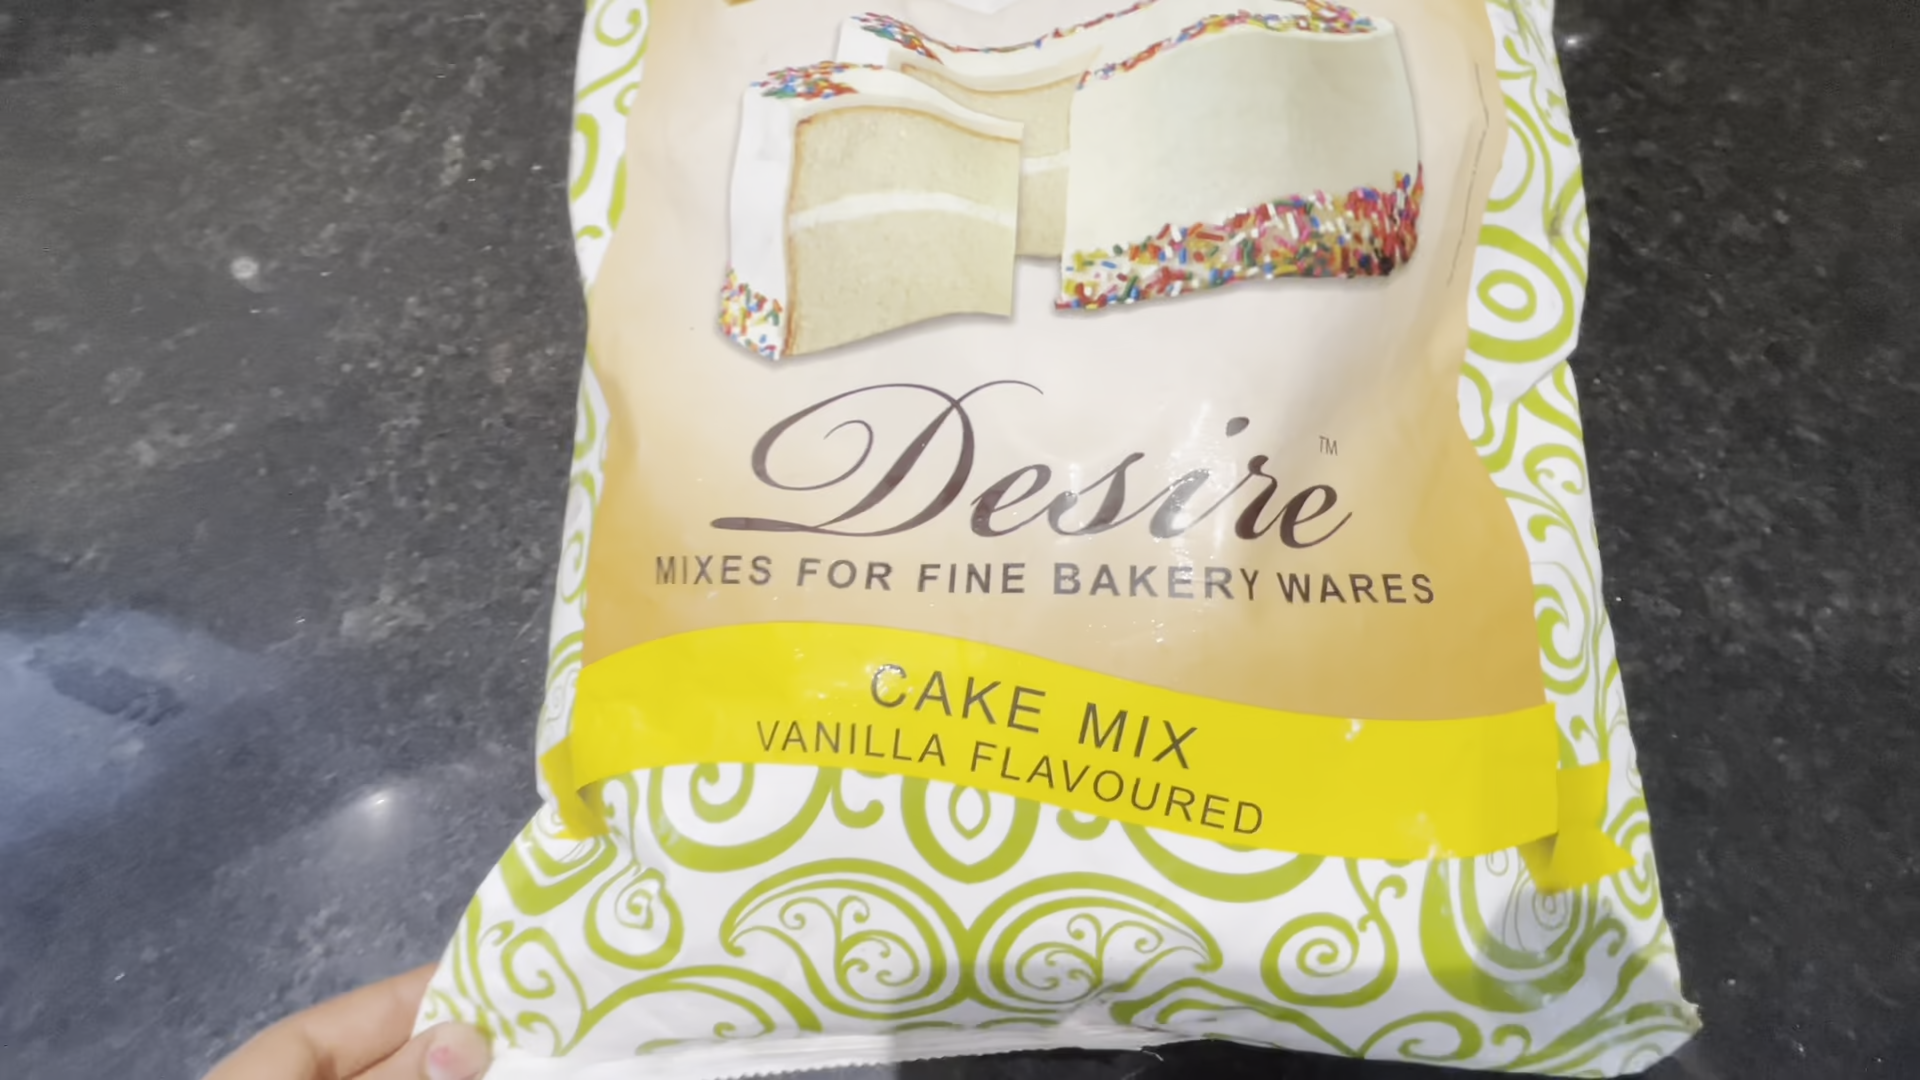 Desire™
MIXES FOR FINE BAKERY WARES
CAKE MIX
VANILLA FLAVOURED